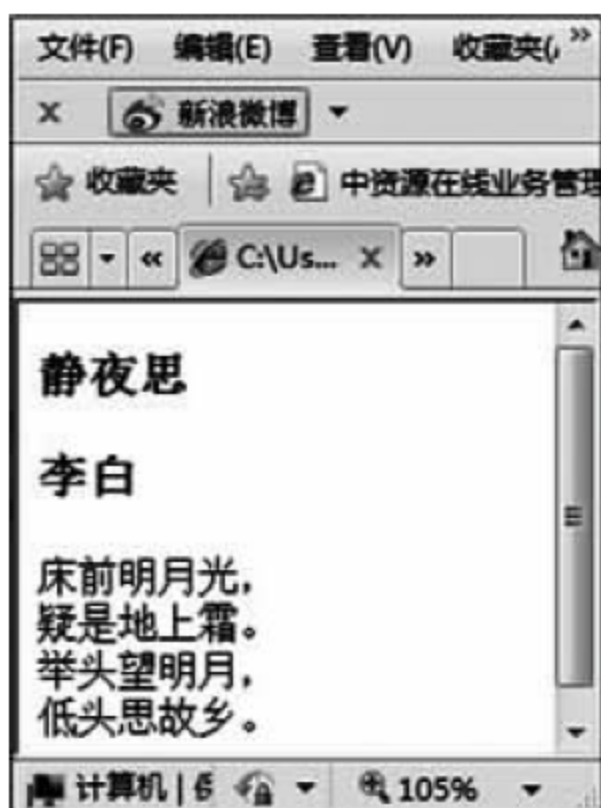 文件(F) 编辑(E) 查看(V) 收藏夹(
x 新浪微博
收藏夹 中资源在线业务管理
C:\Us... X
静夜思
李白
床前明月光,
疑是地上霜。
举头望明月,
低头思故乡。
计算机 | 105%